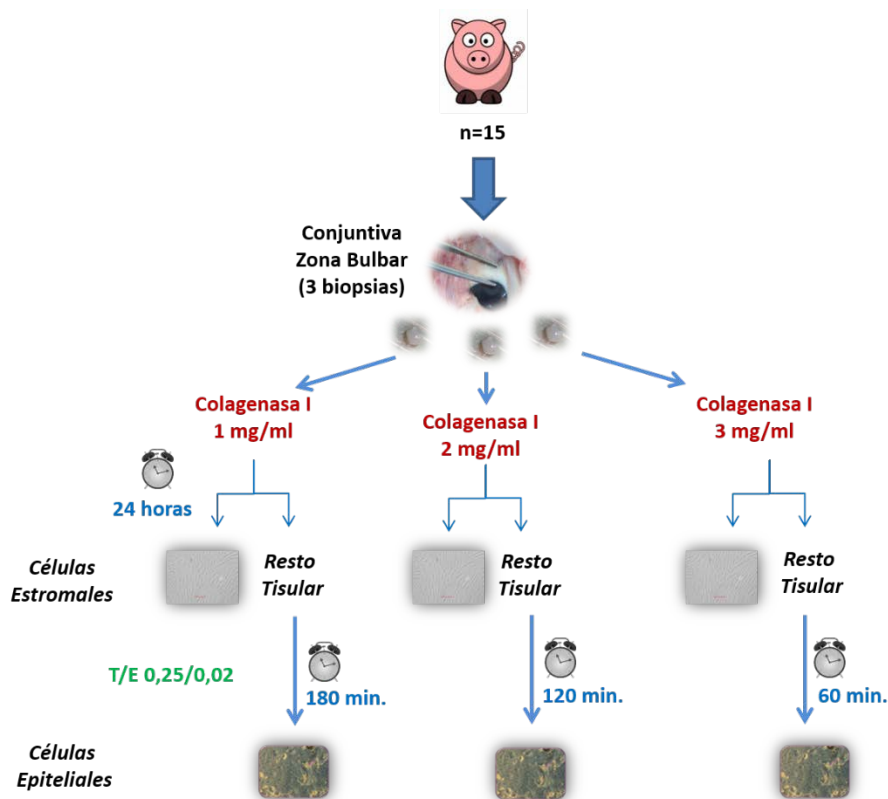 n=15
Conjuntiva
Zona Bulbar
(3 biopsias)
Colagenasa I
1 mg/ml
Colagenasa I
2 mg/ml
Colagenasa I
3 mg/ml
24 horas
Células
Estromales
Resto
Tisular
Resto
Tisular
Resto
Tisular
T/E 0,25/0,02
180 min.
120 min.
60 min.
Células
Epiteliales